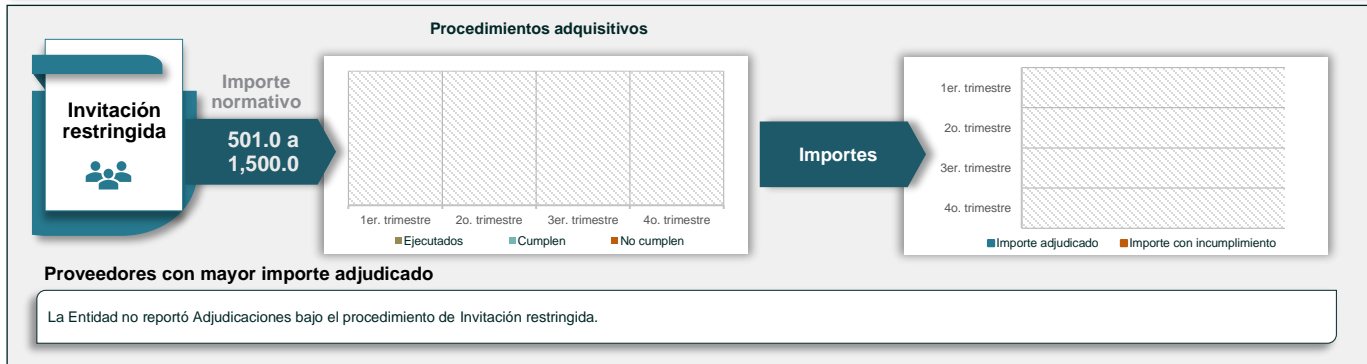 Procedimientos adquisitivos
Invitación
restringida
Importe
normativo
501.0 a
1,500.0
1er. trimestre
2o. trimestre
3er. trimestre
4o. trimestre
Ejecutados
Cumplen
No cumplen
Importes
1er. trimestre
2o. trimestre
3er. trimestre
4o. trimestre
Importe adjudicado
Importe con incumplimiento
Proveedores con mayor importe adjudicado
La Entidad no reportó Adjudicaciones bajo el procedimiento de Invitación restringida.